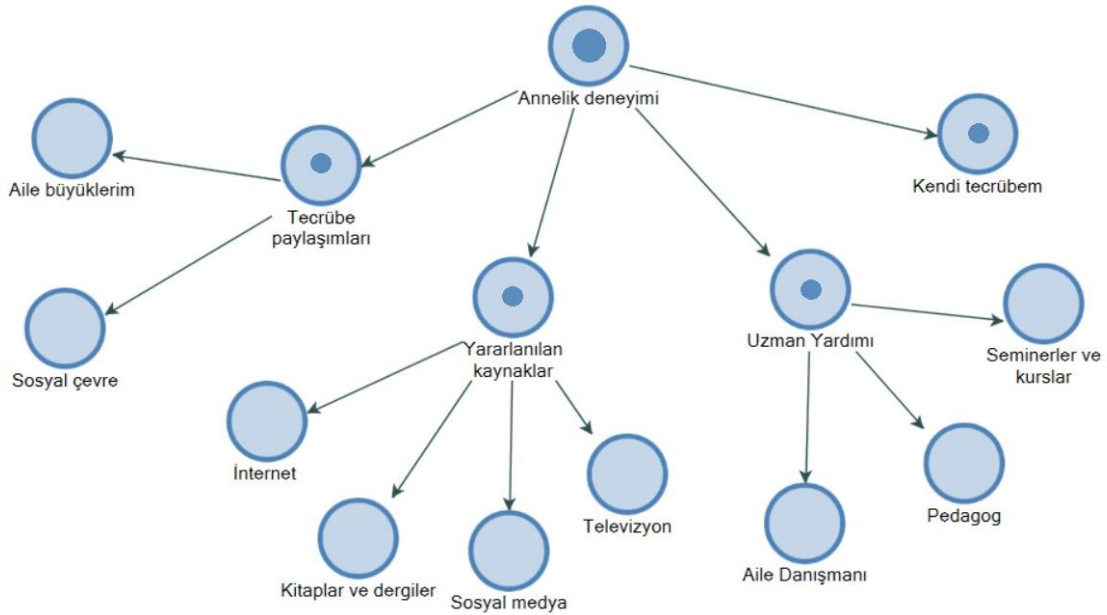 Annelik deneyimi
Aile büyüklerim
Tecrübe
paylaşımları
Kendi tecrübem
Sosyal çevre
Yararlanılan
kaynaklar
Uzman Yardımı
Seminerler ve
kurslar
İnternet
Kitaplar ve dergiler
Sosyal medya
Televizyon
Aile Danışmanı
Pedagog